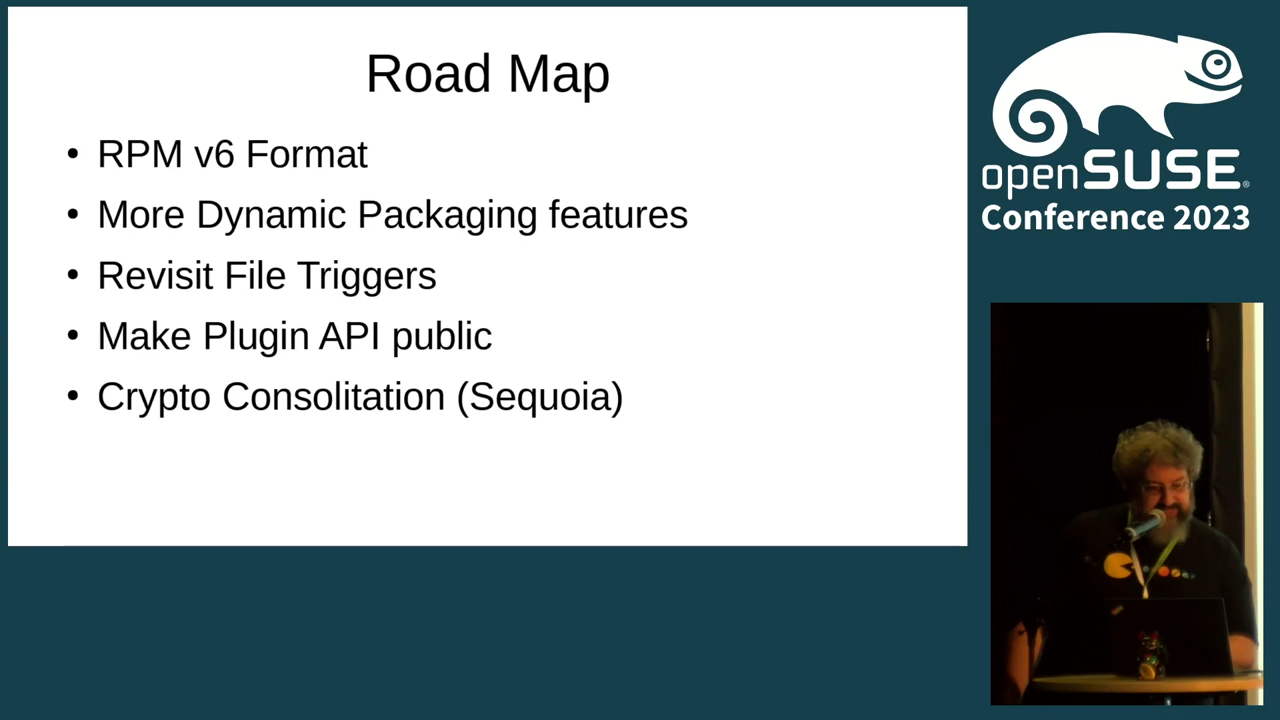 Road Map
• RPM v6 Format
• More Dynamic Packaging features
• Revisit File Triggers
• Make Plugin API public
• Crypto Consolitation (Sequoia)
openSUSE®
Conference 2023